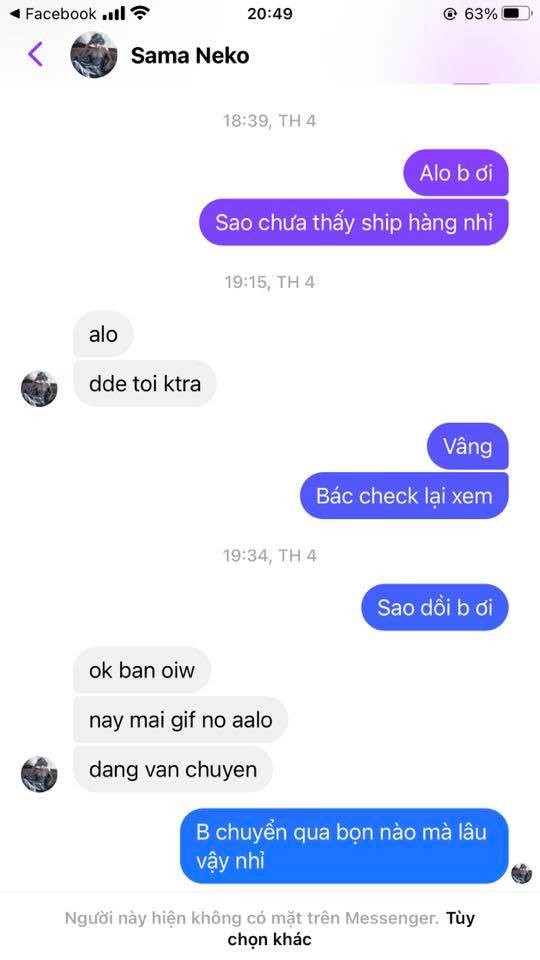 Facebook
20:49
63%
Sama Neko
18:39, TH 4
Alo b ơi
Sao chưa thấy ship hàng nhỉ
19:15, TH 4
alo
dde toi ktra
Vâng
Bác check lại xem
19:34, TH 4
Sao dồi b ơi
ok ban oiw
nay mai gif no aalo
dang van chuyen
B chuyển qua bọn nào mà lâu
vậy nhỉ
Người này hiện không có mặt trên Messenger. Tùy
chọn khác